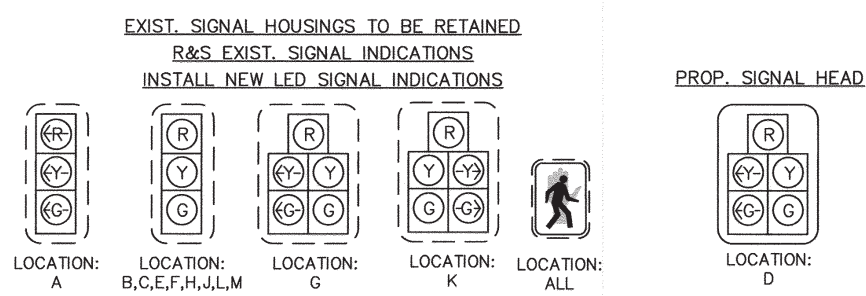 EXIST. SIGNAL HOUSINGS TO BE RETAINED
R&S EXIST. SIGNAL INDICATIONS
INSTALL NEW LED SIGNAL INDICATIONS
R
Y
G
LOCATION:
A
R
Y
G
LOCATION:
B,C,E,F,H,J,L,M
R
Y Y
G G
LOCATION:
G
R
Y Y
G G
LOCATION:
K
LOCATION:
ALL
PROP. SIGNAL HEAD
R
Y Y
G G
LOCATION:
D